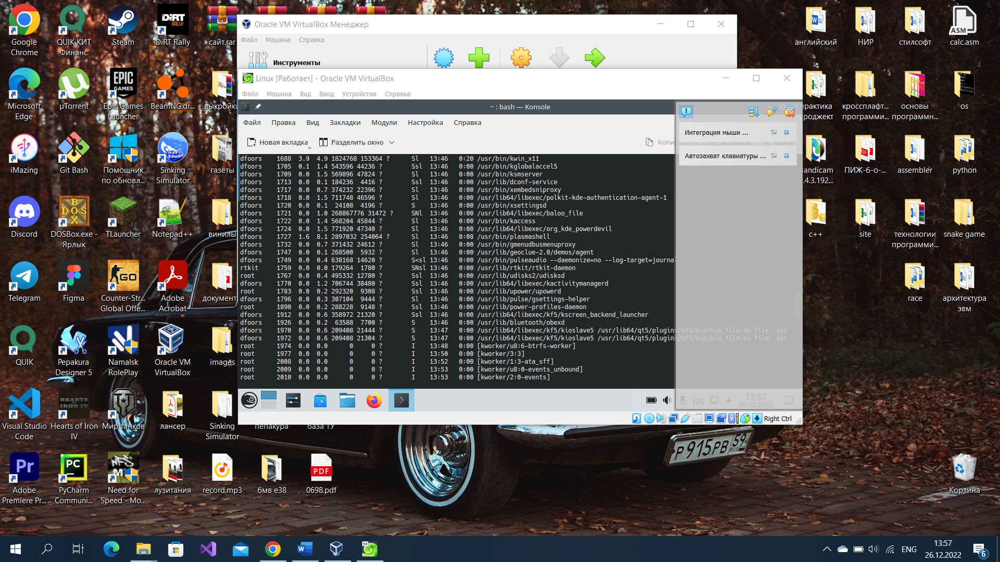 Google Chrome
QUIK КИТ Финанс
Steam
DiRT Rally
сайт.rar
Microsoft Edge
µTorrent
Epic Games Launcher
BeamNG.dr...
выкройки
iMazing
Git Bash
Помощник по обновл...
Sinking Simulator
газеты
Discord
DOSBox.exe - Ярлык
TLauncher
Notepad++
винилы
Telegram
Figma
Counter-Str... Global Offe...
Adobe Acrobat
документ
QUIK
Pepakura Designer 5
Namalsk RolePlay
Oracle VM VirtualBox
images
Visual Studio Code
Hearts of Iron IV
Мир танков
лансер
Sinking Simulator
пепакура
база ТУ
Adobe Premiere Pr...
PyCharm Communi...
Need for Speed - Mo...
лузитания
record.mp3
бмв е38
0698.pdf
Oracle VM VirtualBox Менеджер
Файл Машина Справка
Инструменты
Linux [Работает] - Oracle VM VirtualBox
Файл Машина Вид Ввод Устройства Справка
~ : bash — Konsole
Файл Правка Вид Закладки Модули Настройка Справка
Новая вкладка Разделить окно Вставить Найти
Интеграция мыши ...
Автозахват клавиатуры ...
dfoors 1688 3.9 4.9 1824768 153364 ? Sl 13:46 0:20 /usr/bin/kwin_x11
dfoors 1705 0.1 1.4 543596 44236 ? Ssl 13:46 0:00 /usr/bin/kglobalaccel5
dfoors 1709 0.0 1.5 569896 47824 ? Sl 13:46 0:00 /usr/bin/ksmserver
dfoors 1713 0.0 0.1 184236 4416 ? Ssl 13:46 0:00 /usr/lib/dconf-service
dfoors 1717 0.0 0.7 374232 22396 ? Sl 13:46 0:00 /usr/bin/xembedsniproxy
dfoors 1718 0.0 1.5 711748 46596 ? Sl 13:46 0:00 /usr/lib64/libexec/polkit-kde-authentication-agent-1
dfoors 1720 0.0 0.1 24108 4196 ? S 13:46 0:00 /usr/bin/xsettingsd
dfoors 1721 0.0 1.0 268867776 31472 ? SNl 13:46 0:00 /usr/lib64/libexec/baloo_file
dfoors 1722 0.0 1.4 568204 45844 ? Sl 13:46 0:00 /usr/bin/kaccess
dfoors 1724 0.0 1.5 771920 47340 ? Sl 13:46 0:00 /usr/lib64/libexec/org_kde_powerdevil
dfoors 1727 1.6 8.1 2897032 254064 ? Sl 13:46 0:08 /usr/bin/plasmashell
dfoors 1732 0.0 0.7 371432 24612 ? Sl 13:46 0:00 /usr/bin/gmenudbusmenuproxy
dfoors 1747 0.0 0.1 268500 5932 ? Sl 13:46 0:00 /usr/lib/geoclue-2.0/demos/agent
dfoors 1749 0.0 0.4 638168 14620 ? S<sl 13:46 0:00 /usr/bin/pulseaudio --daemonize=no --log-target=journal
rtkit 1759 0.0 0.0 179264 1780 ? SNsl 13:46 0:00 /usr/lib/rtkit/rtkit-daemon
root 1767 0.0 0.4 495332 12780 ? Ssl 13:46 0:00 /usr/lib/udisks2/udisksd
dfoors 1770 0.0 1.2 706744 38480 ? Ssl 13:46 0:00 /usr/lib64/libexec/kactivitymanagerd
root 1783 0.0 0.2 292320 9308 ? Ssl 13:46 0:00 /usr/lib/upower/upowerd
dfoors 1796 0.0 0.3 307104 9444 ? Sl 13:46 0:00 /usr/lib/pulse/gsettings-helper
root 1890 0.0 0.2 288228 9148 ? Ssl 13:46 0:00 /usr/lib/power-profiles-daemon
dfoors 1912 0.0 0.6 358972 21320 ? Ssl 13:46 0:00 /usr/lib64/libexec/kf5/kscreen_backend_launcher
dfoors 1926 0.0 0.2 63588 7700 ? S 13:46 0:00 /usr/lib/bluetooth/obexd
dfoors 1970 0.0 0.6 209408 21444 ? S 13:47 0:00 /usr/lib64/libexec/kf5/kioslave5 /usr/lib64/qt5/plugins/kf5/kio/kio_file.so file loc
dfoors 1972 0.0 0.6 209408 21304 ? S 13:47 0:00 /usr/lib64/libexec/kf5/kioslave5 /usr/lib64/qt5/plugins/kf5/kio/kio_file.so file loc
root 1974 0.0 0.0 0 0 ? I 13:48 0:00 [kworker/u8:6-btrfs-worker]
root 1977 0.0 0.0 0 0 ? I 13:50 0:00 [kworker/3:3]
root 2008 0.0 0.0 0 0 ? I 13:52 0:00 [kworker/1:3-ata_sff]
root 2009 0.0 0.0 0 0 ? I 13:53 0:00 [kworker/u8:0-events_unbound]
root 2010 0.0 0.0 0 0 ? I 13:53 0:00 [kworker/2:0-events]
us 13:57
26.12.2022
Right Ctrl
английский
НИР
стилсофт
calc.asm
рактика роджект
кроссплафт... программи...
основы программн...
os
andicam .4.3.192...
ПИЖ-б-о-...
assembler
python
c++
site
технологии программи...
snake game
race
архитектура эвм
Р915РВ 59 RUS
Корзина
ENG
13:57
26.12.2022
6